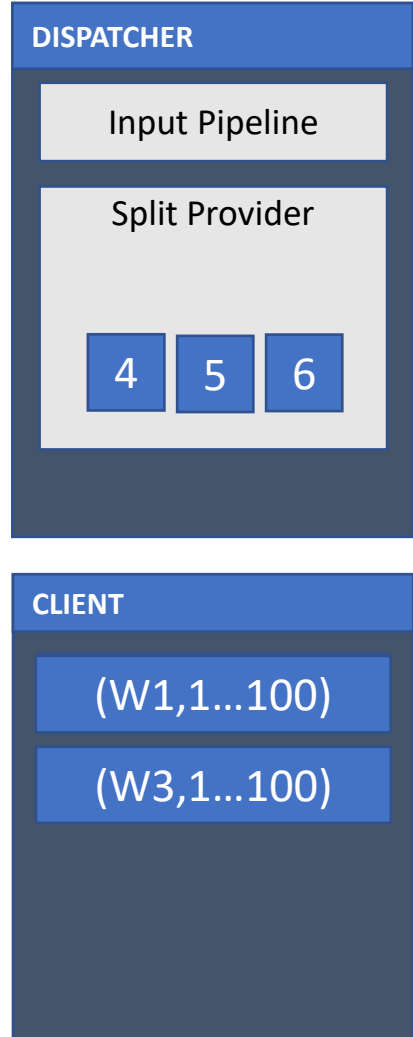 DISPATCHER
Input Pipeline
Split Provider
4 5 6
CLIENT
(W1,1...100)
(W3,1...100)